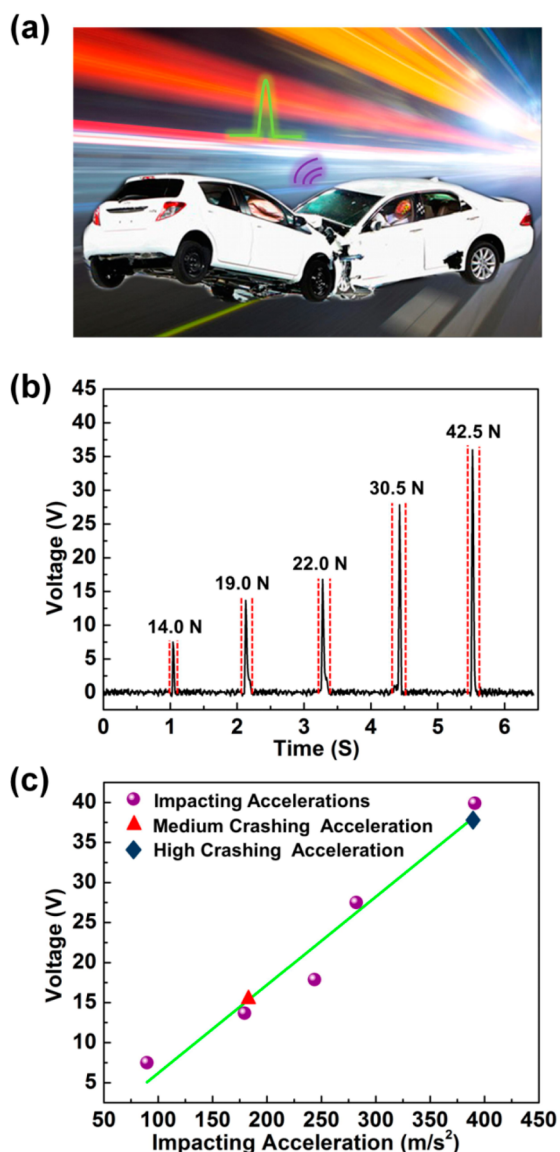 (a)
(b)
45
40
35
30
25
20
15
10
5
0
Voltage (V)
14.0 N
19.0 N
22.0 N
30.5 N
42.5 N
0 1 2 3 4 5 6
Time (S)
(c)
40
35
30
25
20
15
10
5
Voltage (V)
Impacting Accelerations
Medium Crashing Acceleration
High Crashing Acceleration
50 100 150 200 250 300 350 400 450
Impacting Acceleration (m/s²)